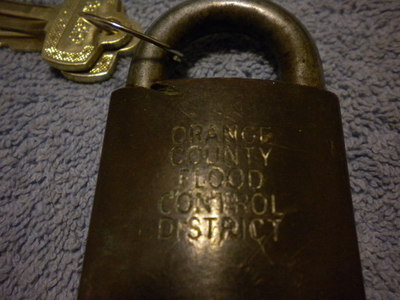 ORANGE
COUNTY
FLOOD
CONTROL
DISTRICT